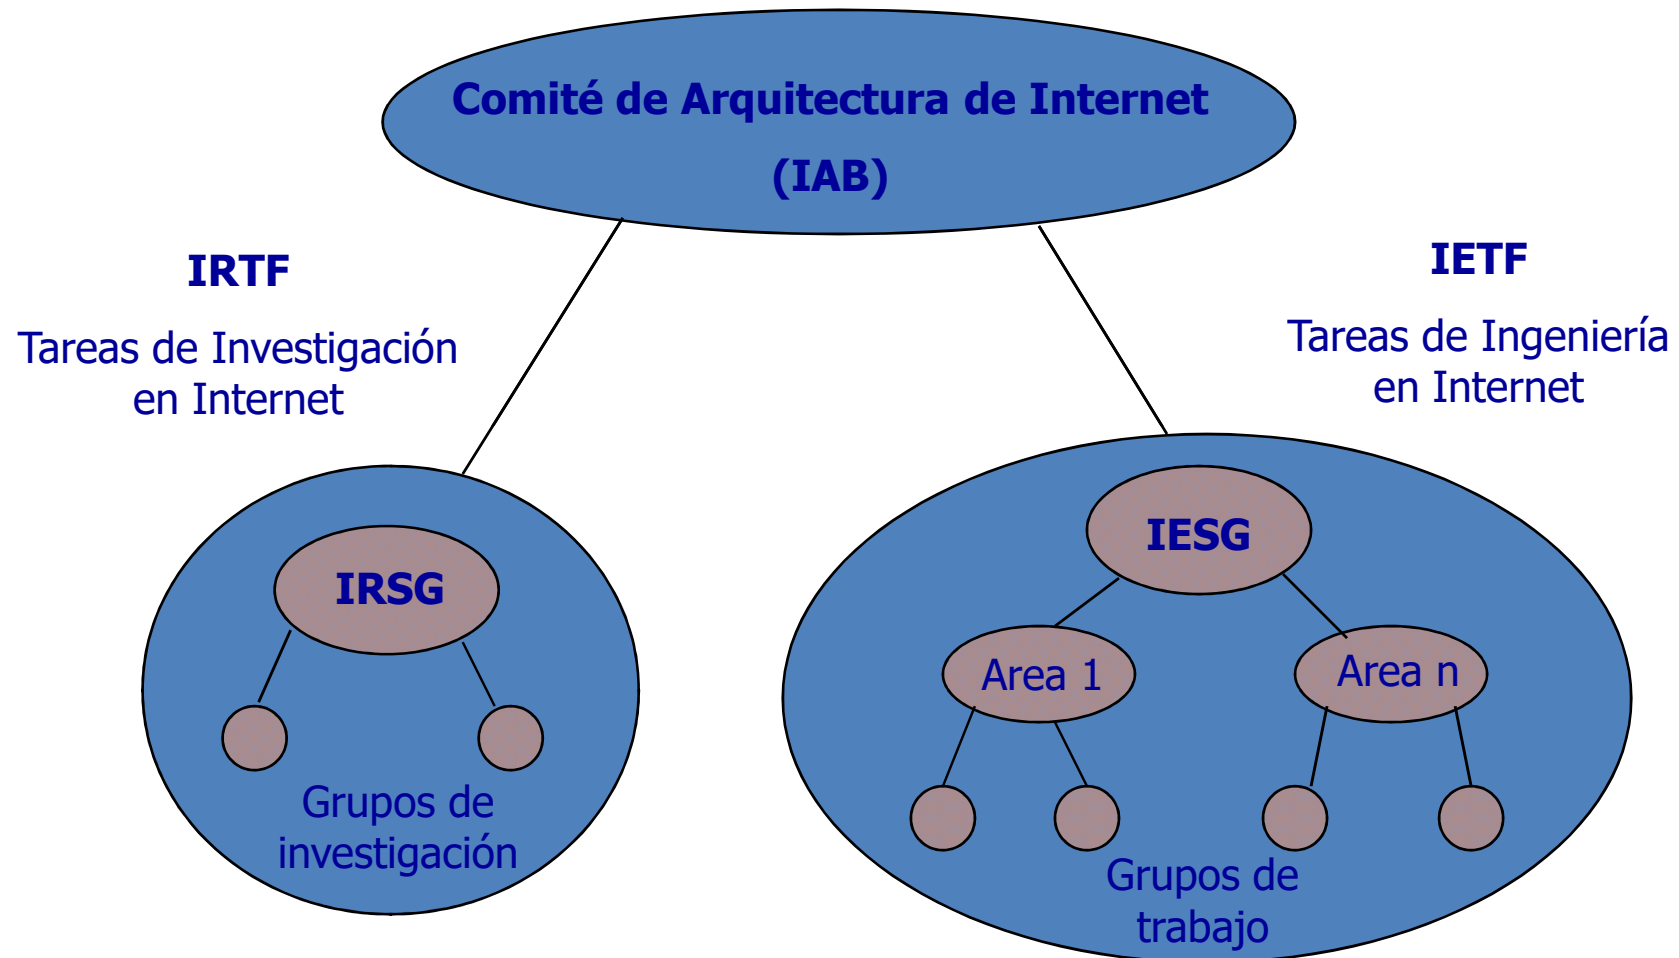 Comité de Arquitectura de Internet
(IAB)
IRTF
Tareas de Investigación
en Internet
IETF
Tareas de Ingeniería
en Internet
IRSG
Grupos de
investigación
IESG
Area 1
Area n
Grupos de
trabajo